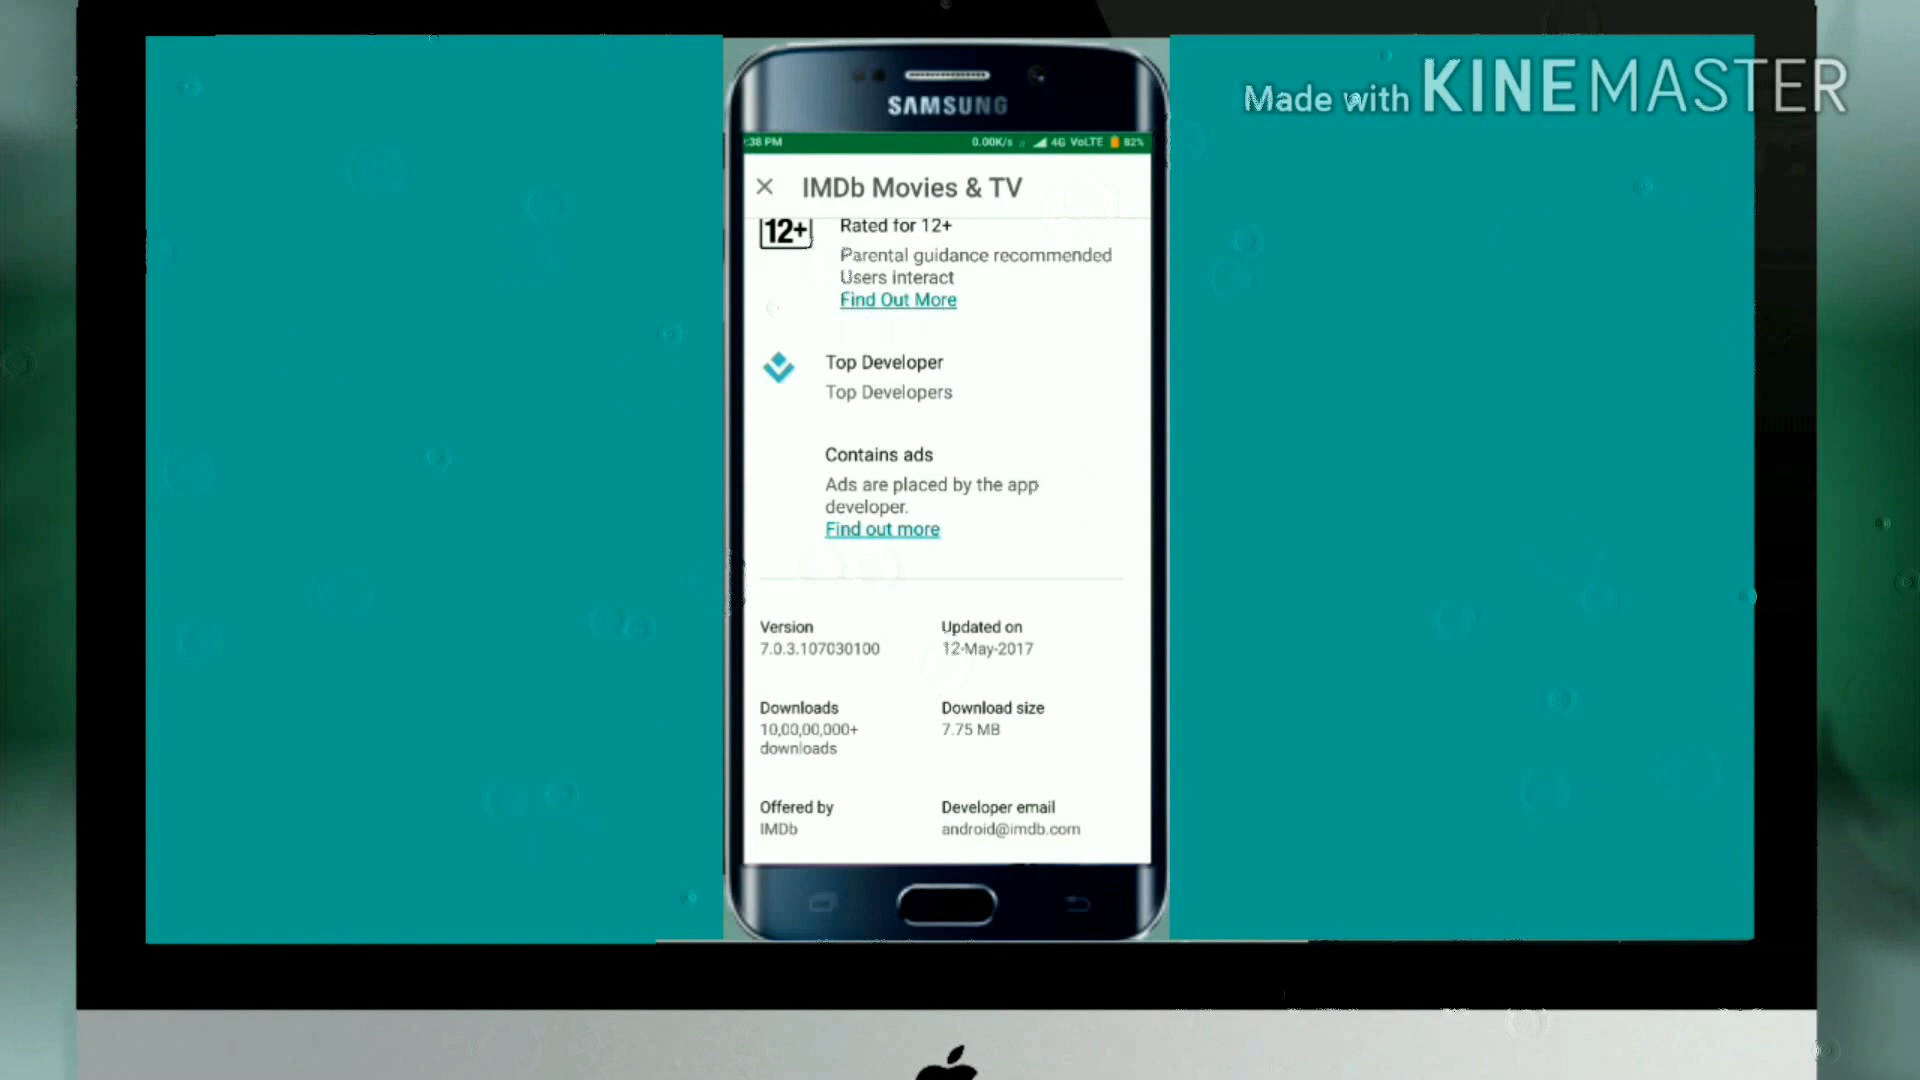 Made with KINEMASTER
SAMSUNG
:38 PM 0.00K/s 4G VoLTE 82%
IMDb Movies & TV
12+ Rated for 12+
Parental guidance recommended
Users interact
Find Out More
Top Developer
Top Developers
Contains ads
Ads are placed by the app
developer.
Find out more
Version Updated on
7.0.3.107030100 12-May-2017
Downloads Download size
10,00,00,000+ 7.75 MB
downloads
Offered by Developer email
IMDb android@imdb.com